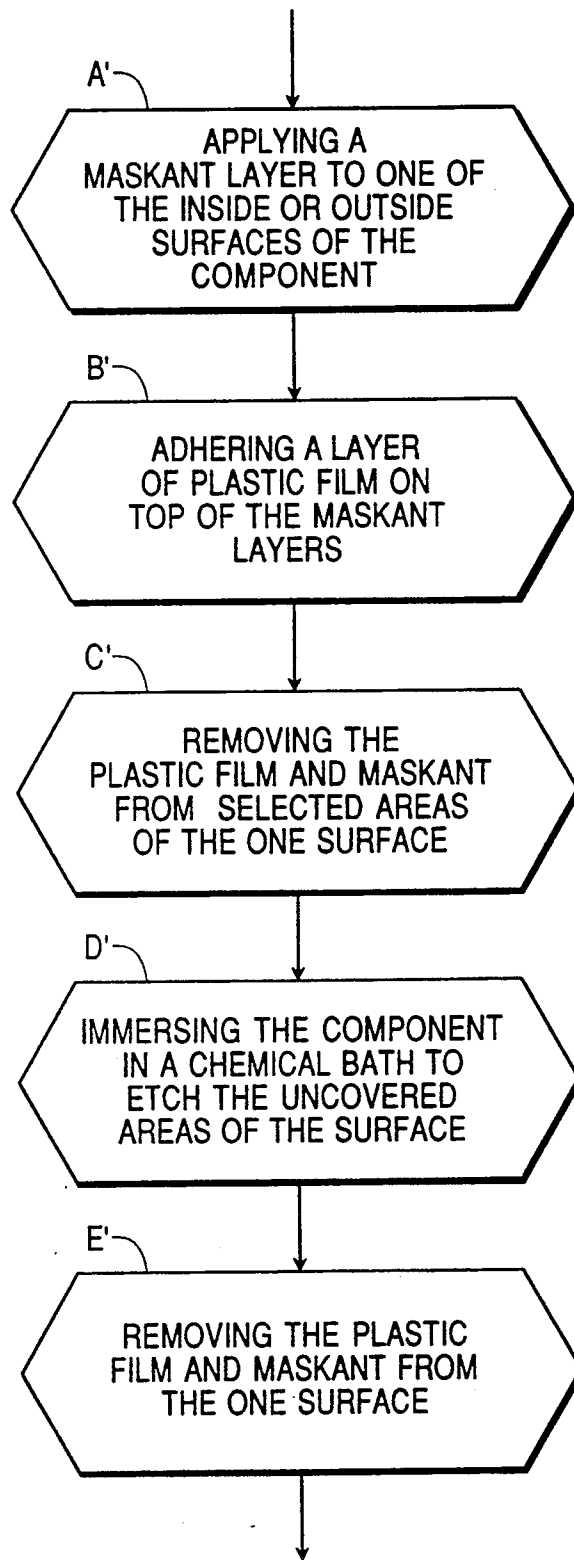 A'
APPLYING A
MASKANT LAYER TO ONE OF
THE INSIDE OR OUTSIDE
SURFACES OF THE
COMPONENT
B'
ADHERING A LAYER
OF PLASTIC FILM ON
TOP OF THE MASKANT
LAYERS
C'
REMOVING THE
PLASTIC FILM AND MASKANT
FROM SELECTED AREAS
OF THE ONE SURFACE
D'
IMMERSING THE COMPONENT
IN A CHEMICAL BATH TO
ETCH THE UNCOVERED
AREAS OF THE SURFACE
E'
REMOVING THE PLASTIC
FILM AND MASKANT FROM
THE ONE SURFACE